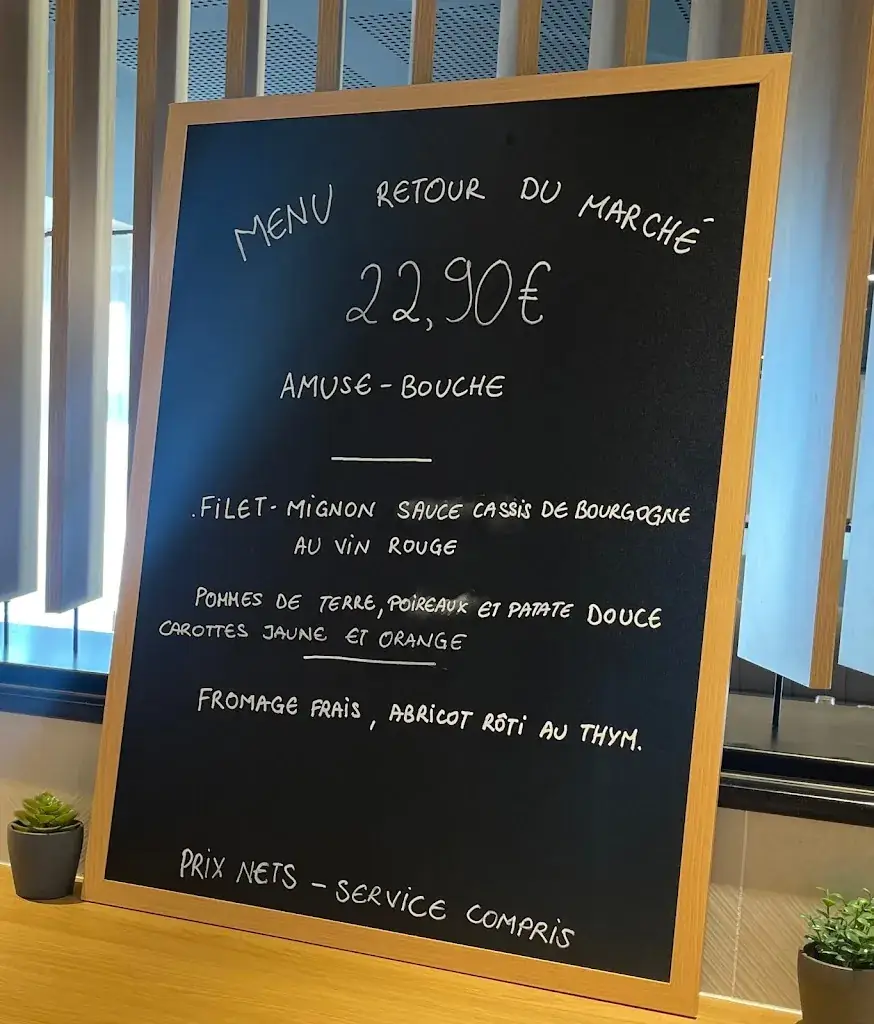 MENU RETOUR DU MARCHÉ
22,90€
AMUSE-BOUCHE
.FILET-MIGNON SAUCE CASSIS DE BOURGOGNE
AU VIN ROUGE
POMMES DE TERRE, POIREAUX ET PATATE DOUCE
CAROTTES JAUNE ET ORANGE
FROMAGE FRAIS, ABRICOT RÔTI AU THYM.
PRIX NETS - SERVICE COMPRIS